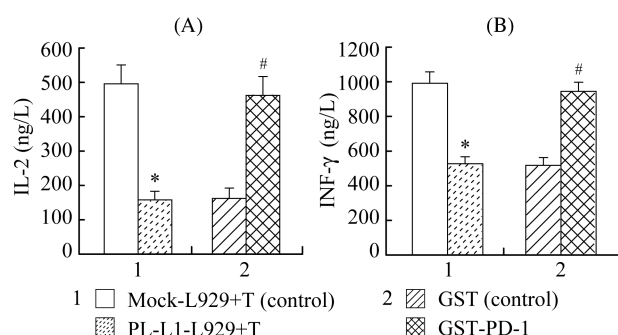 (A)
(B)
600
500
400
300
200
100
0
IL-2 (ng/L)
*
#
1
2
1200
1000
800
600
400
200
0
INF-γ (ng/L)
*
#
1
2
1 Mock-L929+T (control)
PL-L1-L929+T
2 GST (control)
GST-PD-1